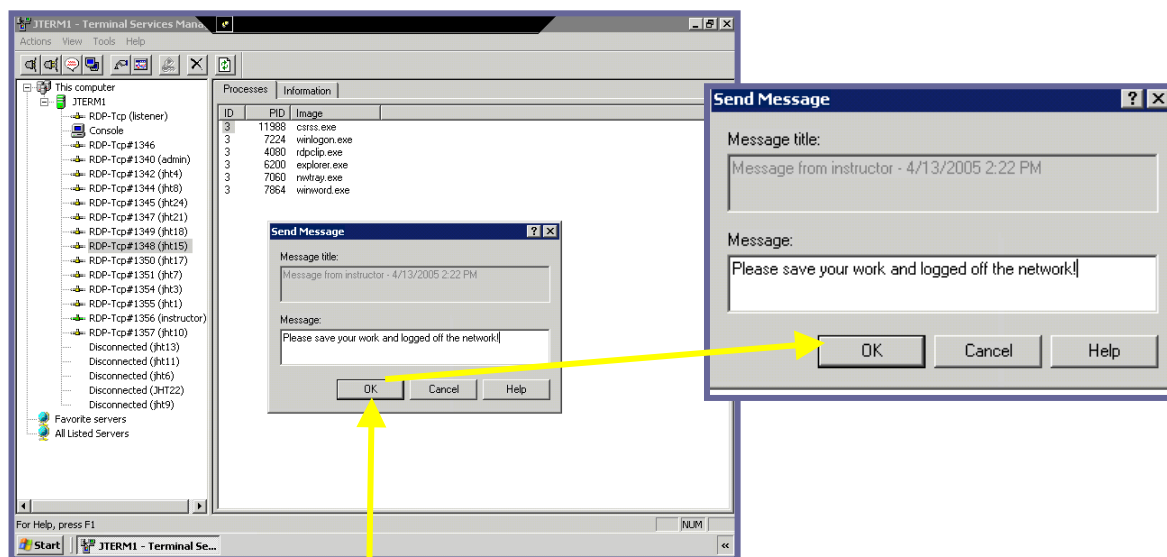 JTERM1 - Terminal Services Mana
Actions View Tools Help
This computer
JTERM1
RDP-Tcp (listener)
Console
RDP-Tcp#1346
RDP-Tcp#1340 (admin)
RDP-Tcp#1342 (jht4)
RDP-Tcp#1344 (jht8)
RDP-Tcp#1345 (jht24)
RDP-Tcp#1347 (jht21)
RDP-Tcp#1349 (jht18)
RDP-Tcp#1348 (jht15)
RDP-Tcp#1350 (jht17)
RDP-Tcp#1351 (jht7)
RDP-Tcp#1354 (jht3)
RDP-Tcp#1355 (jht1)
RDP-Tcp#1356 (instructor)
RDP-Tcp#1357 (jht10)
Disconnected (jht13)
Disconnected (jht11)
Disconnected (jht6)
Disconnected (JHT22)
Disconnected (jht9)
Favorite servers
All Listed Servers
Processes Information
ID PID Image
3 11988 csrss.exe
3 7224 winlogon.exe
3 4080 rdpclip.exe
3 6200 explorer.exe
3 7060 nwtray.exe
3 7864 winword.exe
Send Message
Message title:
Message from instructor - 4/13/2005 2:22 PM
Message:
Please save your work and logged off the network!
OK Cancel Help
For Help, press F1
NUM
Start JTERM1 - Terminal Se...
Send Message
Message title:
Message from instructor - 4/13/2005 2:22 PM
Message:
Please save your work and logged off the network!
OK Cancel Help